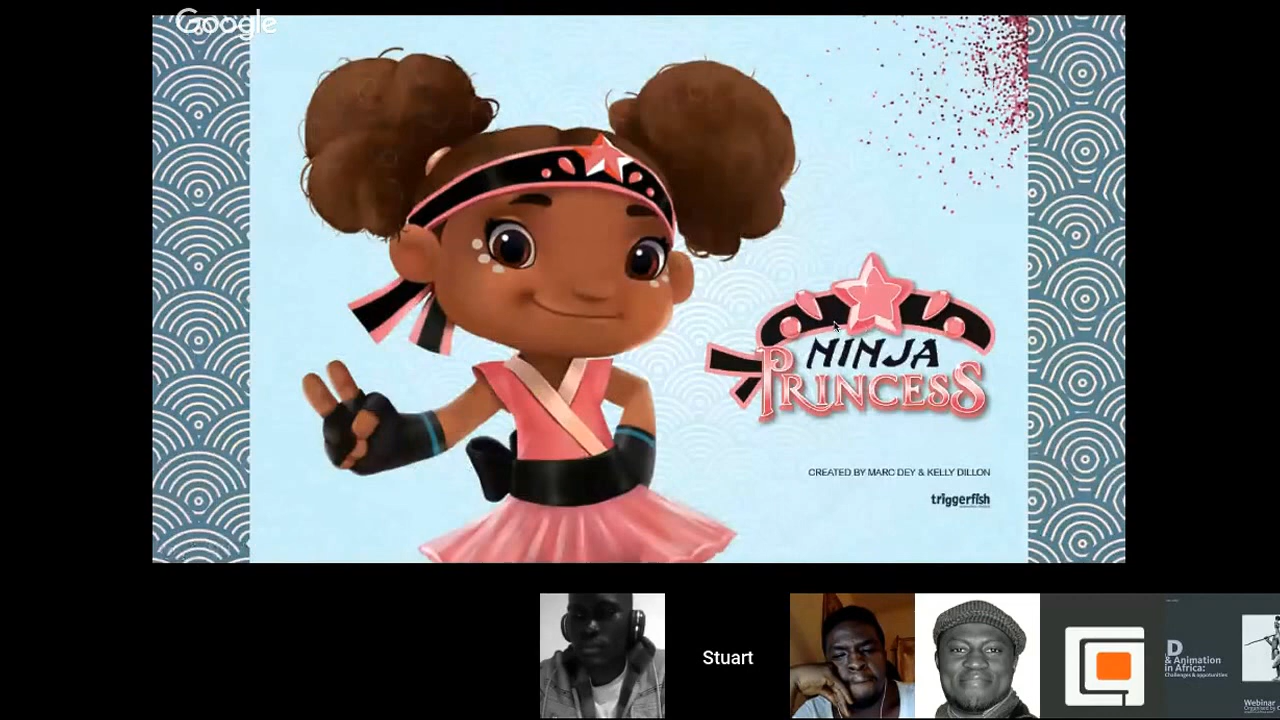 Google
NINJA
PRINCESS
CREATED BY MARC DEY & KELLY DILLON
triggerfish
Stuart
D
& Animation
in Africa:
Challenges & opportunities
Webinar